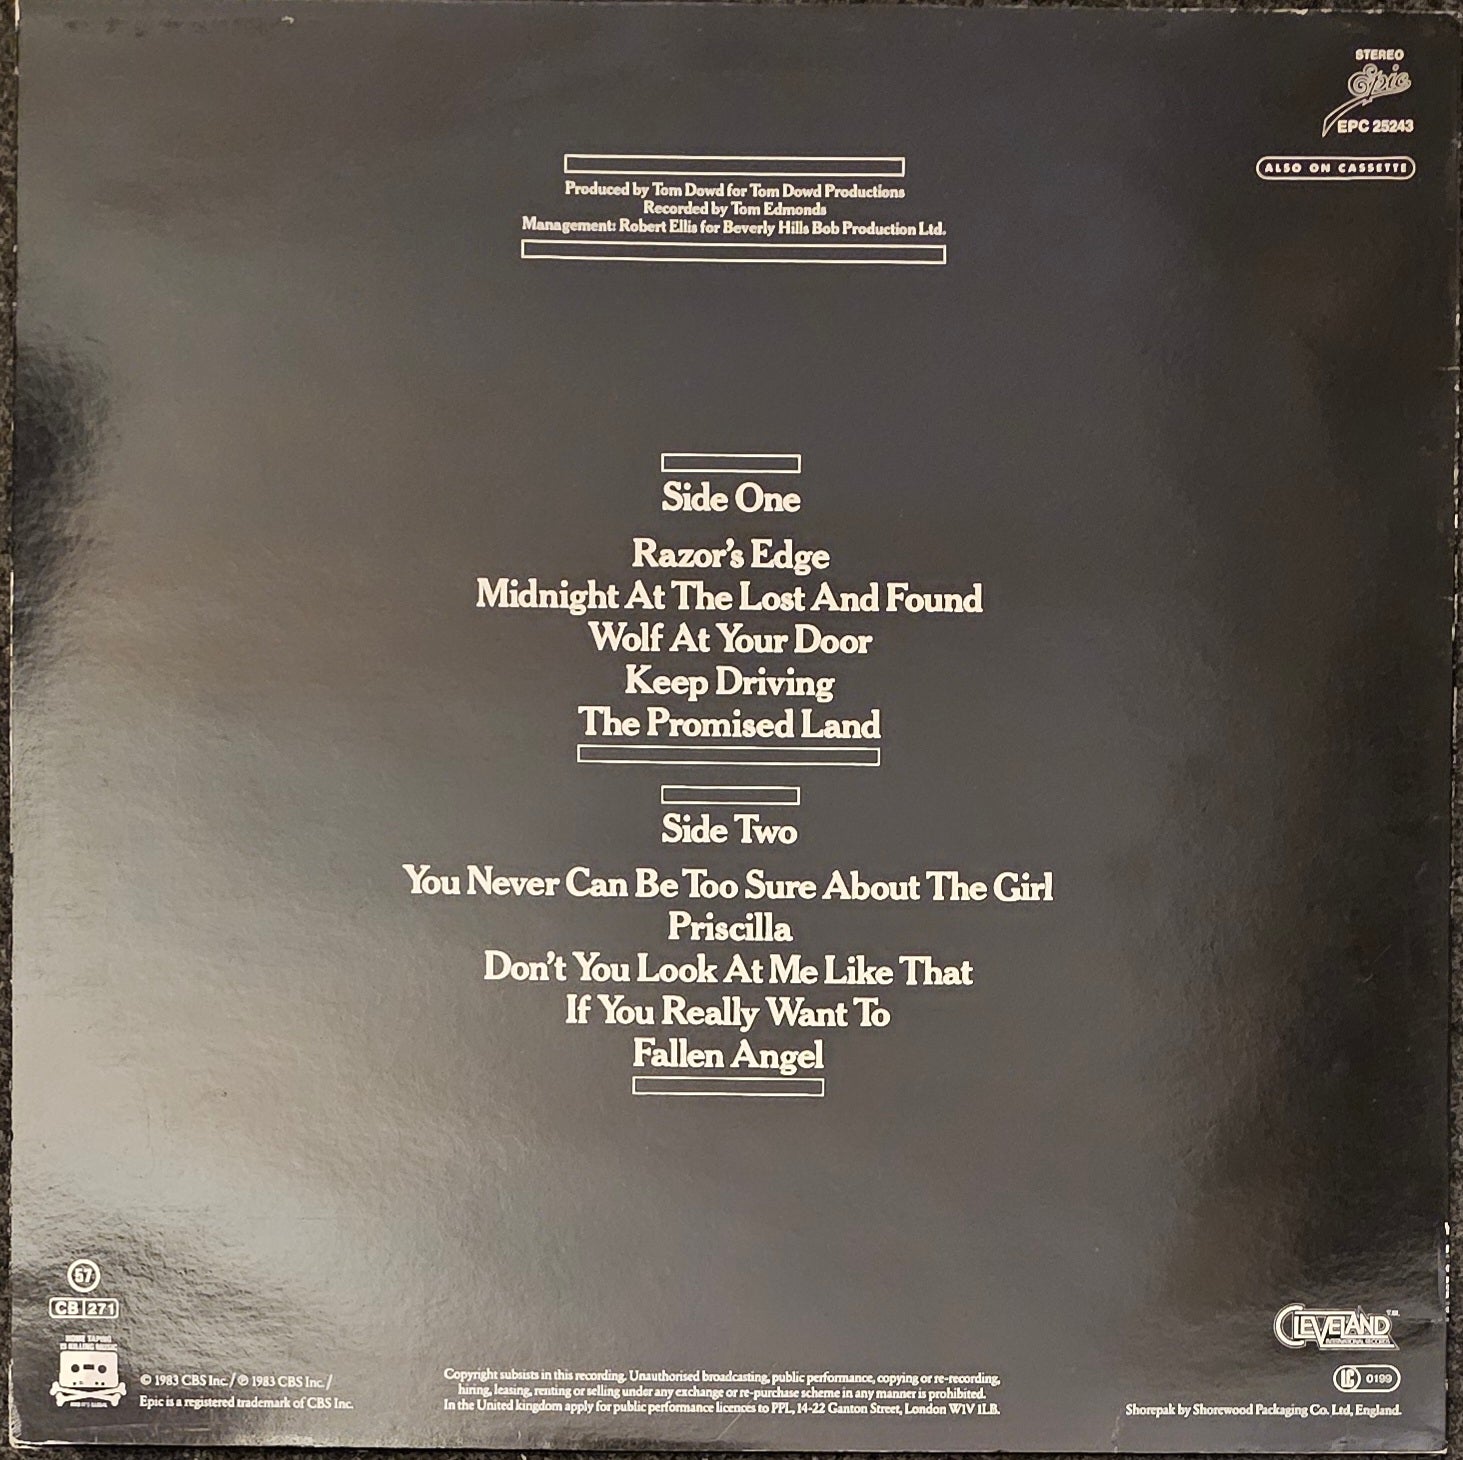 STEREO
Epic
EPC 25243
ALSO ON CASSETTE
Produced by Tom Dowd for Tom Dowd Productions
Recorded by Tom Edmonds
Management: Robert Ellis for Beverly Hills Bob Production Ltd.
Side One
Razor's Edge
Midnight At The Lost And Found
Wolf At Your Door
Keep Driving
The Promised Land
Side Two
You Never Can Be Too Sure About The Girl
Priscilla
Don't You Look At Me Like That
If You Really Want To
Fallen Angel
57
CB 271
HOME TAPING
IS KILLING MUSIC
AND IT'S ILLEGAL
© 1983 CBS Inc./ ℗ 1983 CBS Inc./
Epic is a registered trademark of CBS Inc.
Copyright subsists in this recording. Unauthorised broadcasting, public performance, copying or re-recording,
hiring, leasing, renting or selling under any exchange or re-purchase scheme in any manner is prohibited.
In the United kingdom apply for public performance licences to PPL, 14-22 Ganton Street, London W1V 1LB.
CLEVELAND T.M.
INTERNATIONAL RECORDS
LC 0199
Shorepak by Shorewood Packaging Co. Ltd, England.